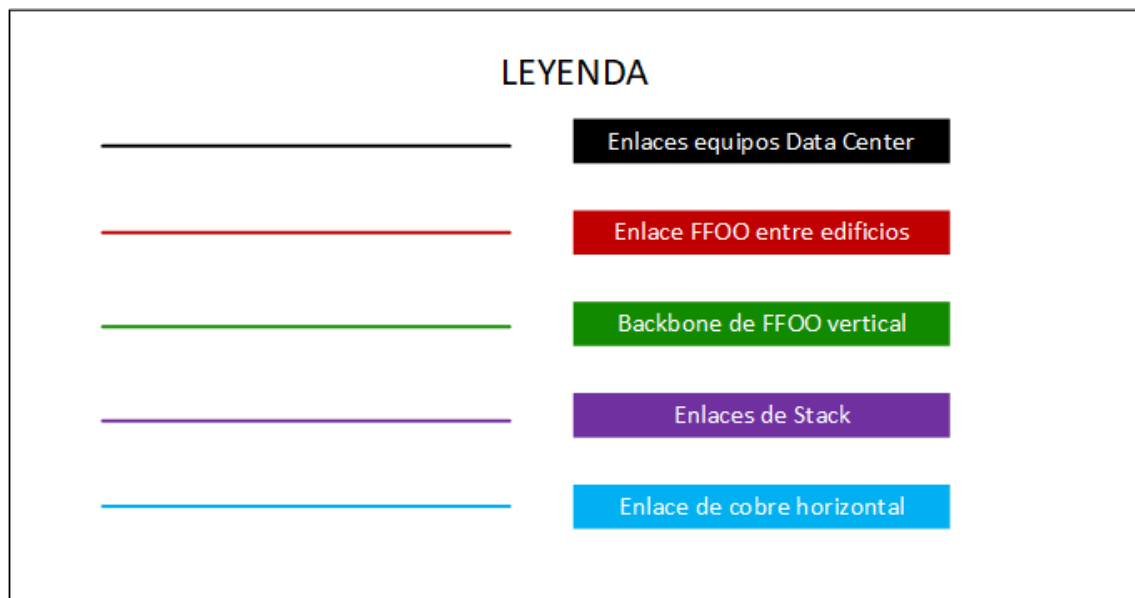 LEYENDA
Enlaces equipos Data Center
Enlace FFOO entre edificios
Backbone de FFOO vertical
Enlaces de Stack
Enlace de cobre horizontal